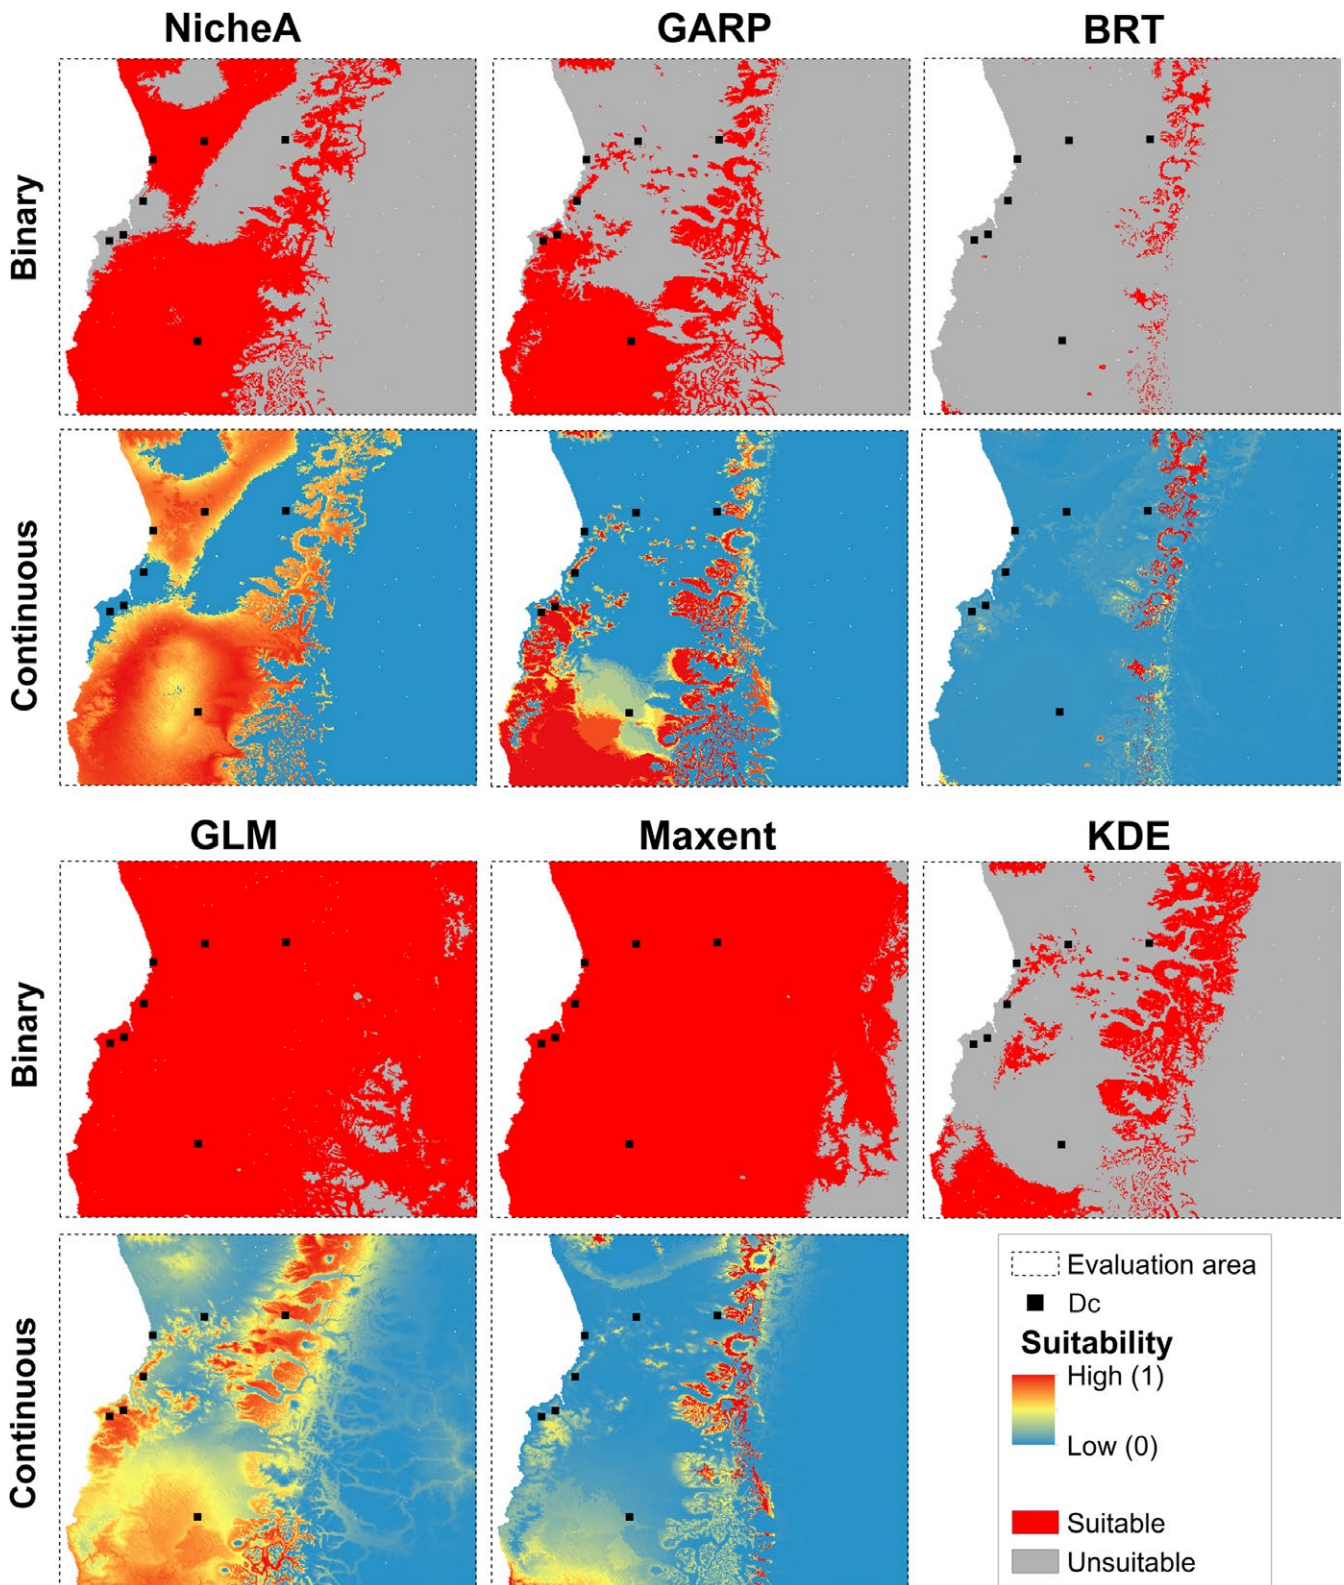 NicheA
GARP
BRT
Binary
Continuous
GLM
Maxent
KDE
Binary
Continuous
Evaluation area
Dc
Suitability
High (1)
Low (0)
Suitable
Unsuitable